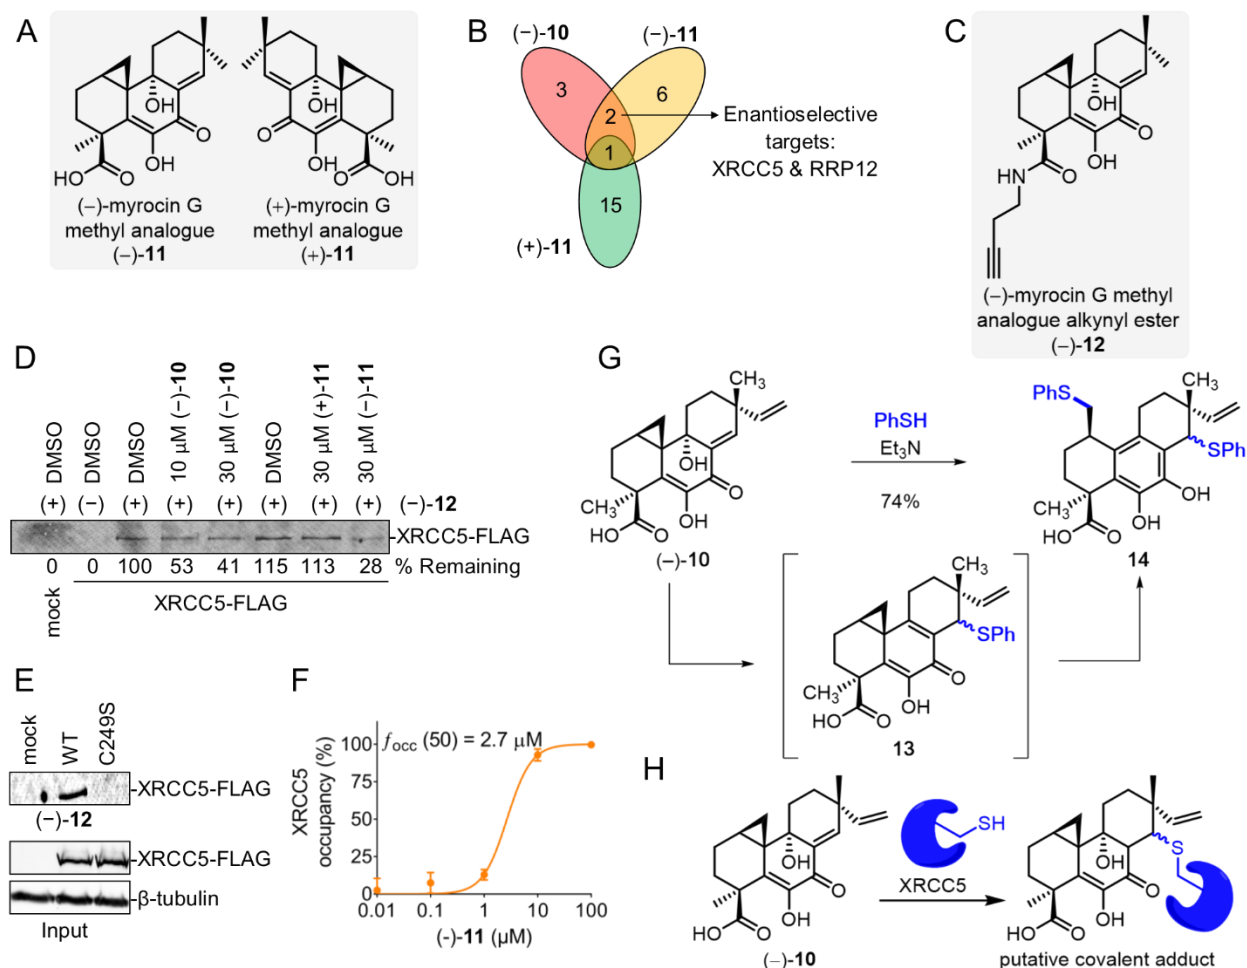 A
OH
O
OH
HO
O
(−)-myrocin G
methyl analogue
(−)-11
OH
O
OH
O
OH
(+)-myrocin G
methyl analogue
(+)-11
B
(−)-10
(−)-11
3
6
2
1
15
(+)-11
Enantioselective
targets:
XRCC5 & RRP12
C
OH
O
OH
O
HN
(−)-myrocin G methyl
analogue alkynyl ester
(−)-12
D
DMSO
DMSO
DMSO
10 μM (−)-10
30 μM (−)-10
DMSO
30 μM (+)-11
30 μM (−)-11
(+) (−) (+) (+) (+) (+) (+) (+) (−)-12
-XRCC5-FLAG
0 0 100 53 41 115 113 28 % Remaining
mock
XRCC5-FLAG
E
mock
WT
C249S
-XRCC5-FLAG
(−)-12
-XRCC5-FLAG
-β-tubulin
Input
F
XRCC5
occupancy (%)
100
75
50
25
0
0.01 0.1 1 10 100
focc (50) = 2.7 μM
(-)-11 (μM)
G
CH3
OH
O
OH
CH3
HO
O
(−)-10
PhSH
Et3N
74%
PhS
CH3
SPh
OH
OH
CH3
HO
O
14
CH3
SPh
O
OH
CH3
HO
O
13
H
OH
O
OH
HO
O
(−)-10
SH
XRCC5
S
OH
O
OH
HO
O
putative covalent adduct